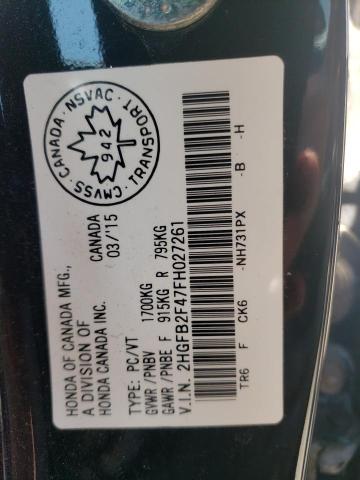 HONDA OF CANADA MFG.,
A DIVISION OF
HONDA CANADA INC.
CANADA
03/'15
CANADA · NSVAC · TRANSPORT · CMVSS ·
942
TYPE: PC/VT
GVWR/PNBV 1700KG
GAWR/PNBE F 915KG R 795KG
V.I.N. 2HGFB2F47FH027261
TR6 F CK6 -NH731PX -B -H